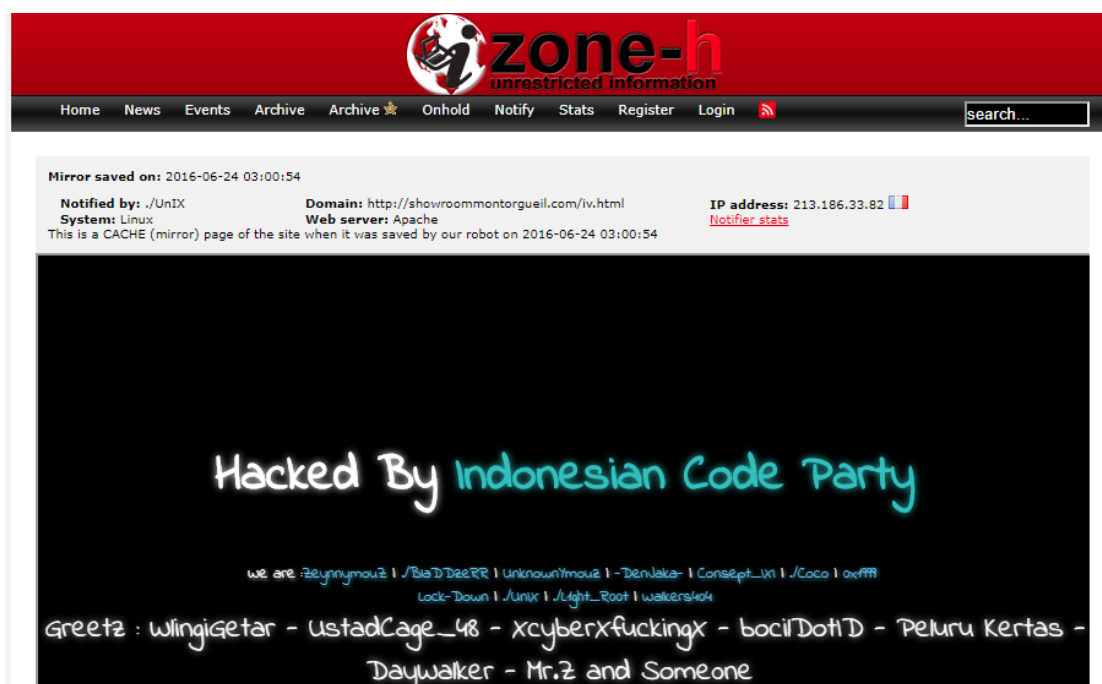 zone-h
unrestricted information
Home News Events Archive Archive Onhold Notify Stats Register Login search...
Mirror saved on: 2016-06-24 03:00:54
Notified by: ./UnIX Domain: http://showroommontorgueil.com/iv.html IP address: 213.186.33.82
System: Linux Web server: Apache Notifier stats
This is a CACHE (mirror) page of the site when it was saved by our robot on 2016-06-24 03:00:54
Hacked By Indonesian Code Party
we are :ZeynnymouZ | ./BlaDDzeRR | UnknownYmouz | -DenJaka- | Consept_IX1 | ./Coco | 0xf999
Lock-Down | ./Unix | ./L1ght_Root | walkers404
Greetz : WlingiGetar - UstadCage_48 - xcyberxfuckingx - bocilDotID - Peluru Kertas -
Daywalker - Mr.Z and Someone